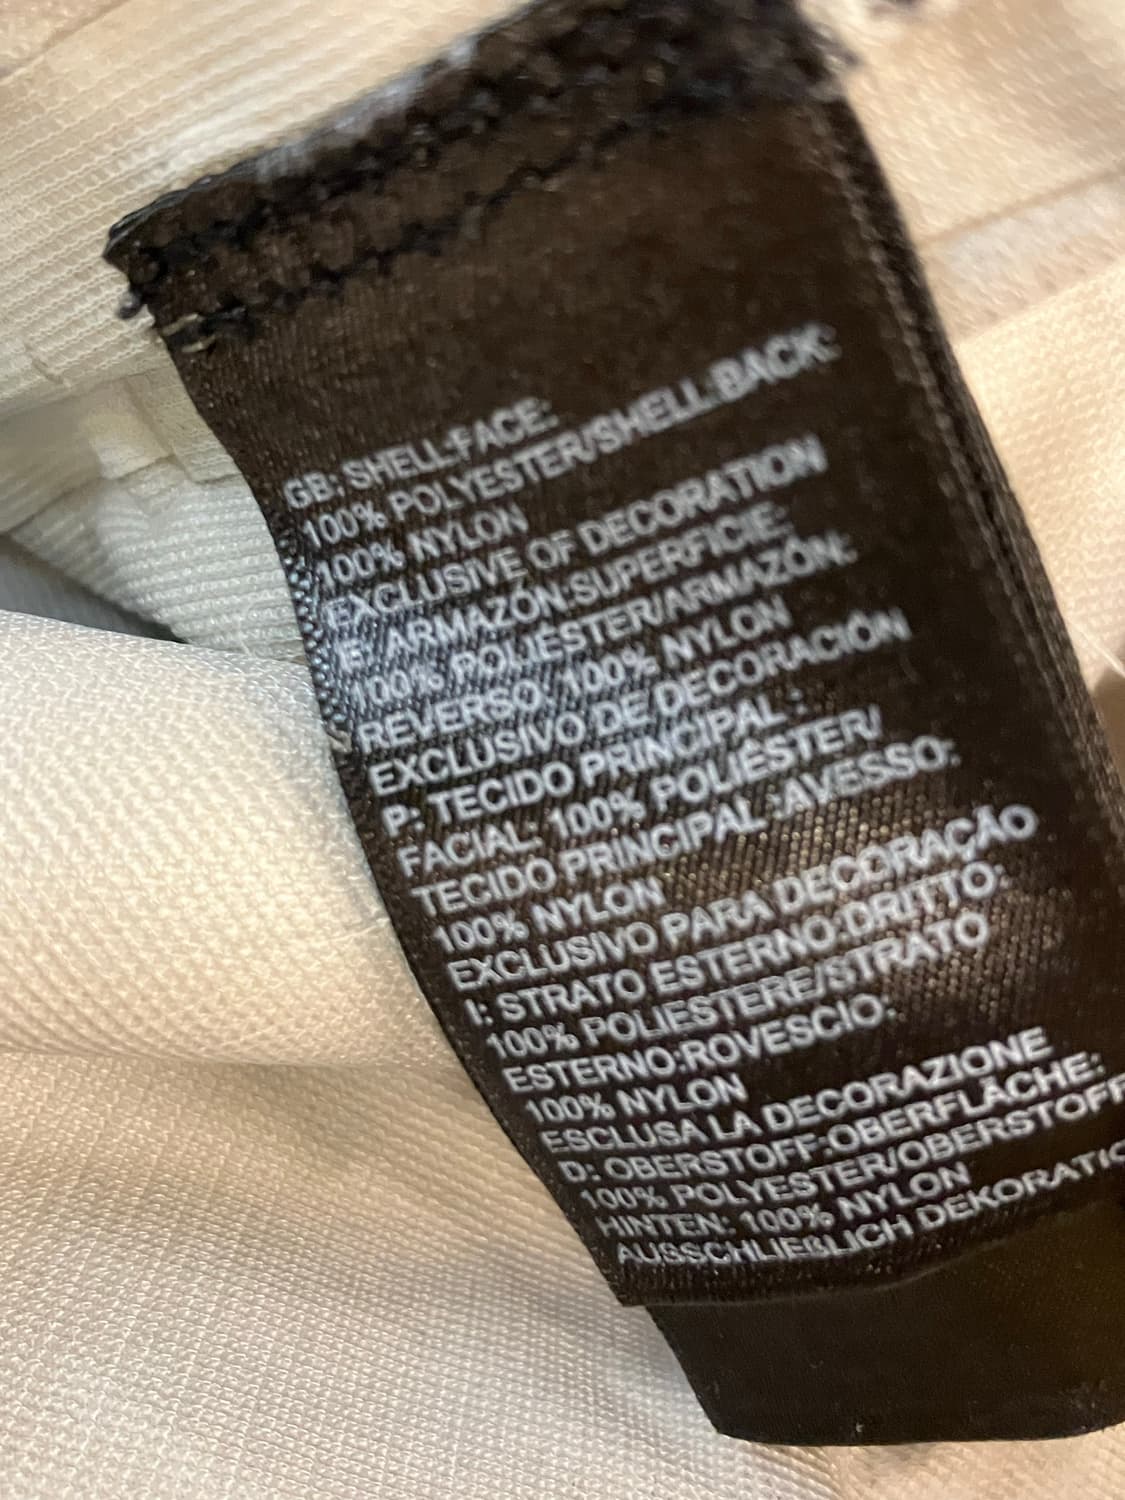 GB: SHELL:FACE:
100% POLYESTER/SHELL:BACK:
100% NYLON
EXCLUSIVE OF DECORATION
E: ARMAZÓN:SUPERFICIE:
100% POLIÉSTER/ARMAZÓN:
REVERSO: 100% NYLON
EXCLUSIVO DE DECORACIÓN
P: TECIDO PRINCIPAL :
FACIAL: 100% POLIÉSTER/
TECIDO PRINCIPAL :AVESSO:
100% NYLON
EXCLUSIVO PARA DECORAÇÃO
I: STRATO ESTERNO:DRITTO:
100% POLIESTERE/STRATO
ESTERNO:ROVESCIO:
100% NYLON
ESCLUSA LA DECORAZIONE
D: OBERSTOFF:OBERFLÄCHE:
100% POLYESTER/OBERSTOFF
HINTEN: 100% NYLON
AUSSCHLIEßLICH DEKORATIO